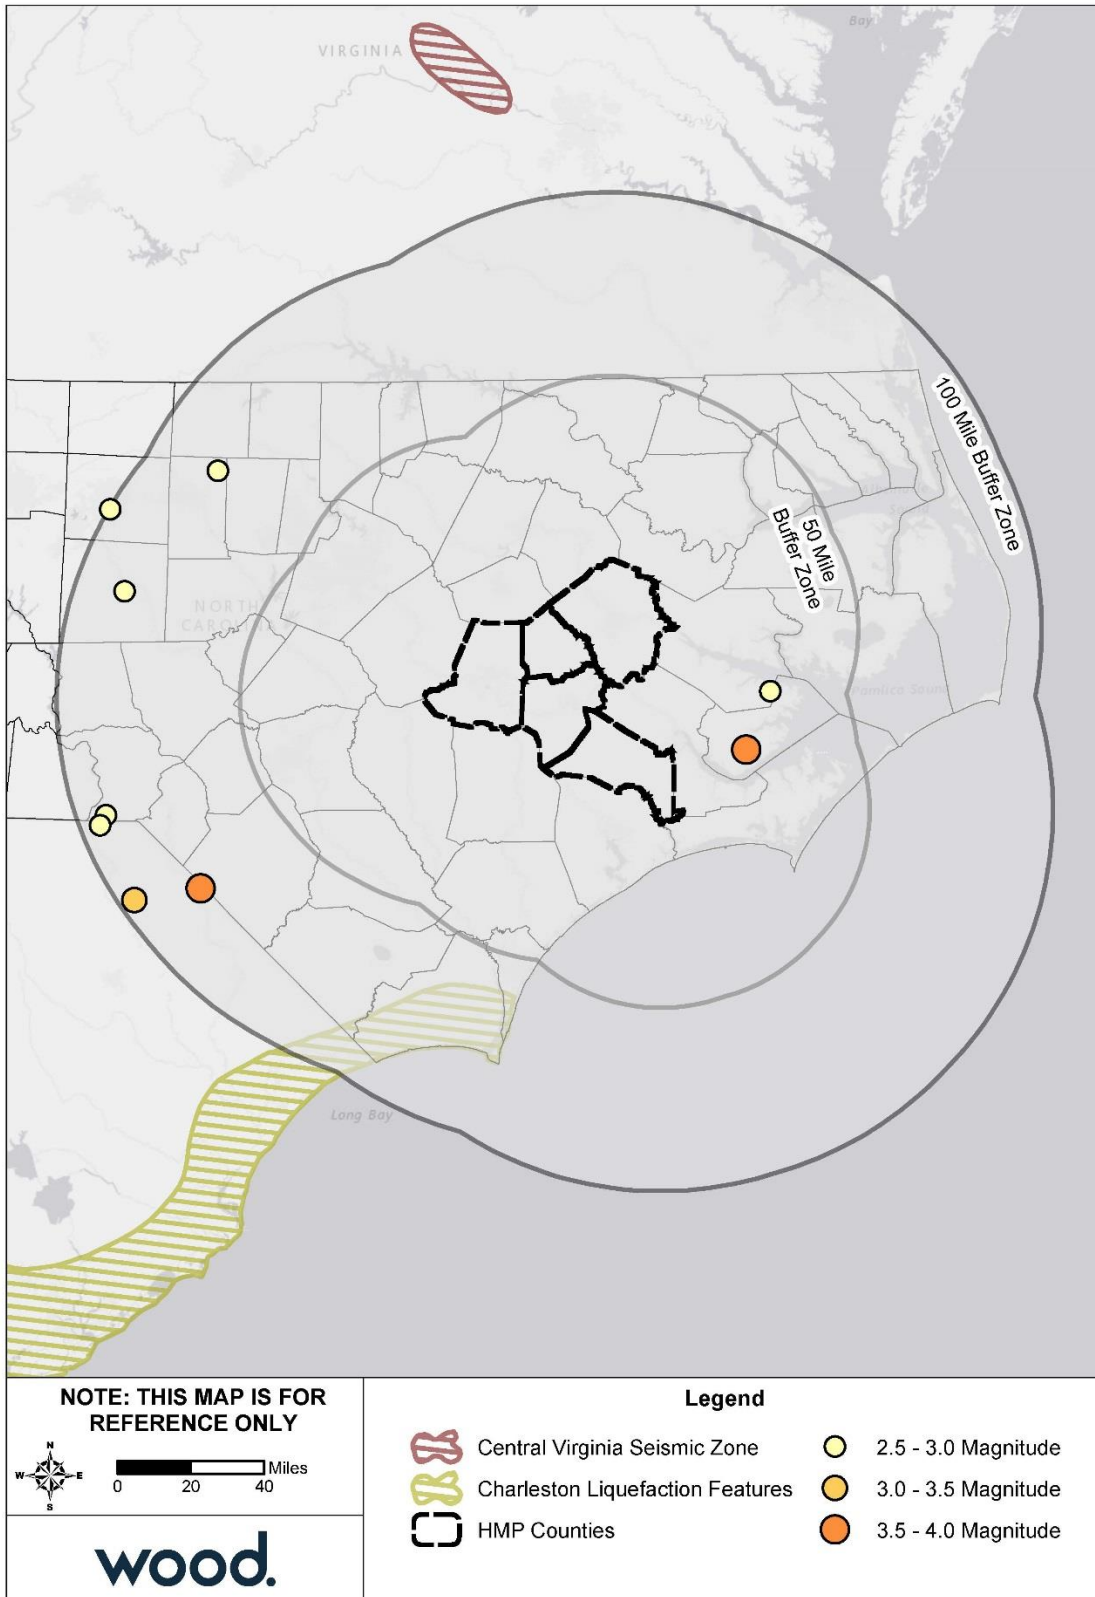 Bay
VIRGINIA
100 Mile Buffer Zone
50 Mile
Buffer Zone
NORTH
CAROLINA
Pamlico Sound
Long Bay
NOTE: THIS MAP IS FOR
REFERENCE ONLY
N
W
E
S
Miles
0
20
40
wood.
Legend
Central Virginia Seismic Zone
Charleston Liquefaction Features
HMP Counties
2.5 - 3.0 Magnitude
3.0 - 3.5 Magnitude
3.5 - 4.0 Magnitude